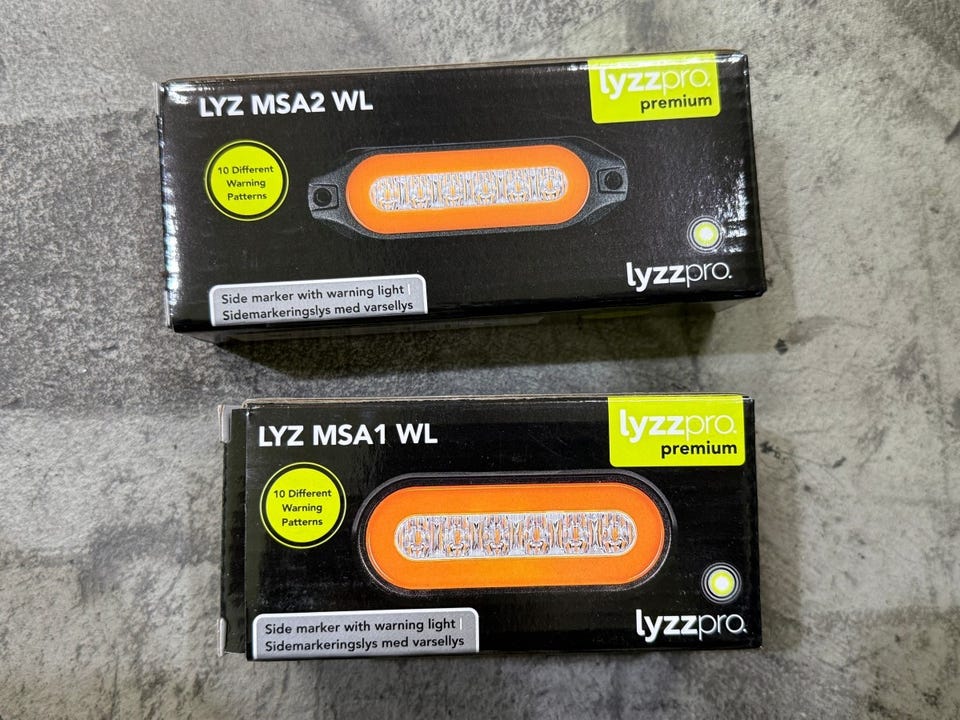 LYZ MSA2 WL
lyzzpro.
premium
10 Different
Warning
Patterns
lyzzpro.
Side marker with warning light |
Sidemarkeringslys med varsellys
LYZ MSA1 WL
lyzzpro.
premium
10 Different
Warning
Patterns
lyzzpro.
Side marker with warning light |
Sidemarkeringslys med varsellys